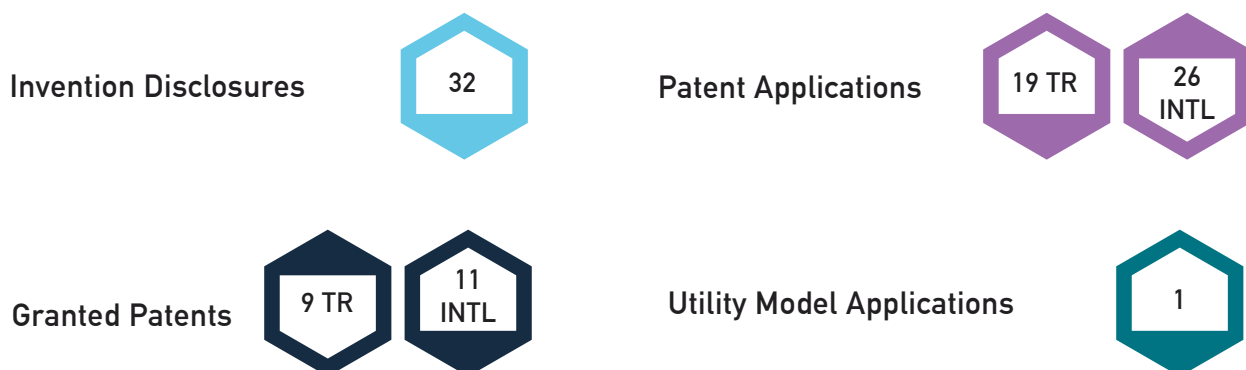 Invention Disclosures
32
Patent Applications
19 TR
26
INTL
Granted Patents
9 TR
11
INTL
Utility Model Applications
1